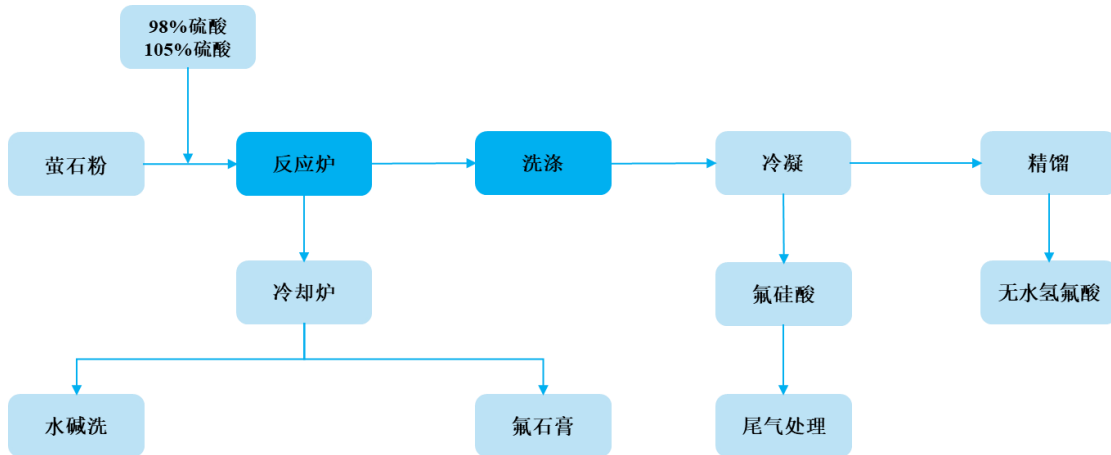 98%硫酸
105%硫酸
萤石粉
反应炉
洗涤
冷凝
精馏
冷却炉
氟硅酸
无水氢氟酸
水碱洗
氟石膏
尾气处理